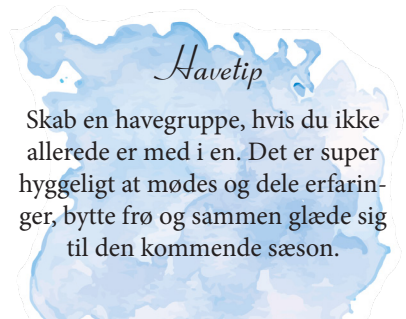 Havetip
Skab en havegruppe, hvis du ikke
allerede er med i en. Det er super
hyggeligt at mødes og dele erfarin-
ger, bytte frø og sammen glæde sig
til den kommende sæson.